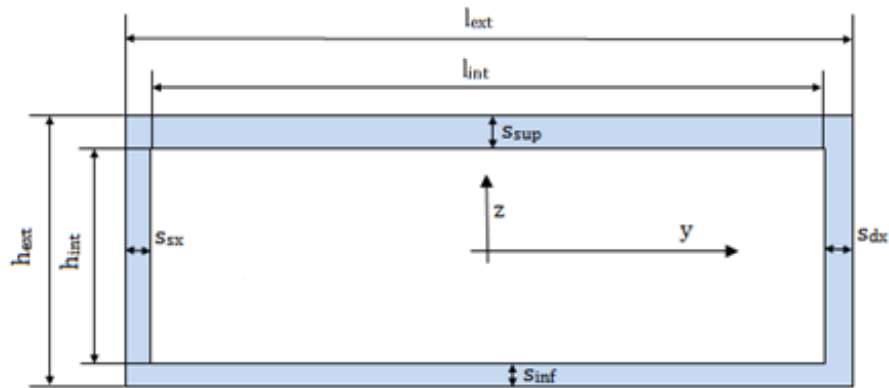 l_ext
l_int
s_sup
z
y
h_ext
h_int
s_sx
s_dx
s_inf